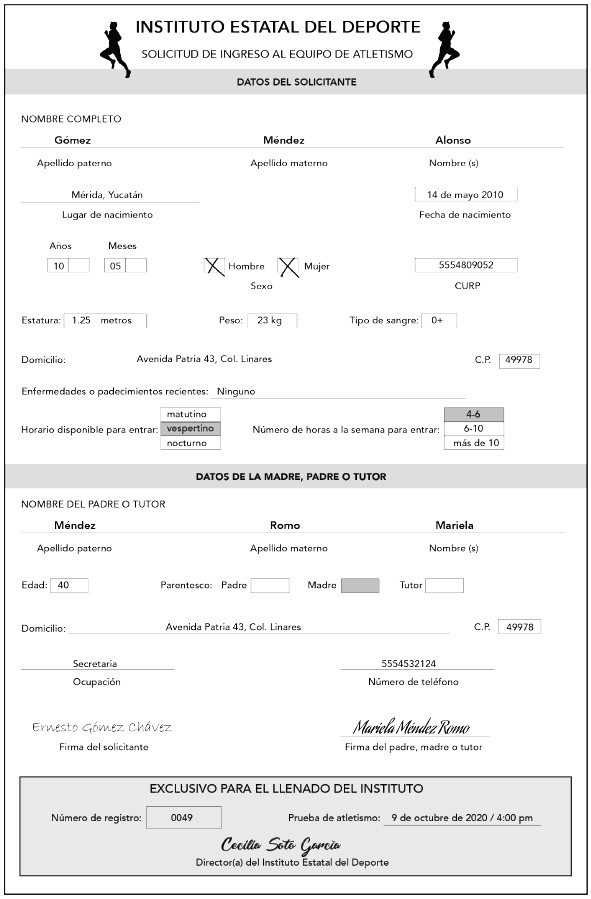 INSTITUTO ESTATAL DEL DEPORTE
SOLICITUD DE INGRESO AL EQUIPO DE ATLETISMO
DATOS DEL SOLICITANTE
NOMBRE COMPLETO
Gómez Méndez Alonso
Apellido paterno Apellido materno Nombre (s)
Mérida, Yucatán 14 de mayo 2010
Lugar de nacimiento Fecha de nacimiento
Años Meses
10 05 X Hombre X Mujer 5554809052
Sexo CURP
Estatura: 1.25 metros Peso: 23 kg Tipo de sangre: 0+
Domicilio: Avenida Patria 43, Col. Linares C.P. 49978
Enfermedades o padecimientos recientes: Ninguno
matutino 4-6
Horario disponible para entrar: vespertino Número de horas a la semana para entrar: 6-10
nocturno más de 10
DATOS DE LA MADRE, PADRE O TUTOR
NOMBRE DEL PADRE O TUTOR
Méndez Romo Mariela
Apellido paterno Apellido materno Nombre (s)
Edad: 40 Parentesco: Padre Madre Tutor
Domicilio: Avenida Patria 43, Col. Linares C.P. 49978
Secretaria 5554532124
Ocupación Número de teléfono
Ernesto Gómez Chávez Mariela Méndez Romo
Firma del solicitante Firma del padre, madre o tutor
EXCLUSIVO PARA EL LLENADO DEL INSTITUTO
Número de registro: 0049 Prueba de atletismo: 9 de octubre de 2020 / 4:00 pm
Cecilia Soto García
Director(a) del Instituto Estatal del Deporte